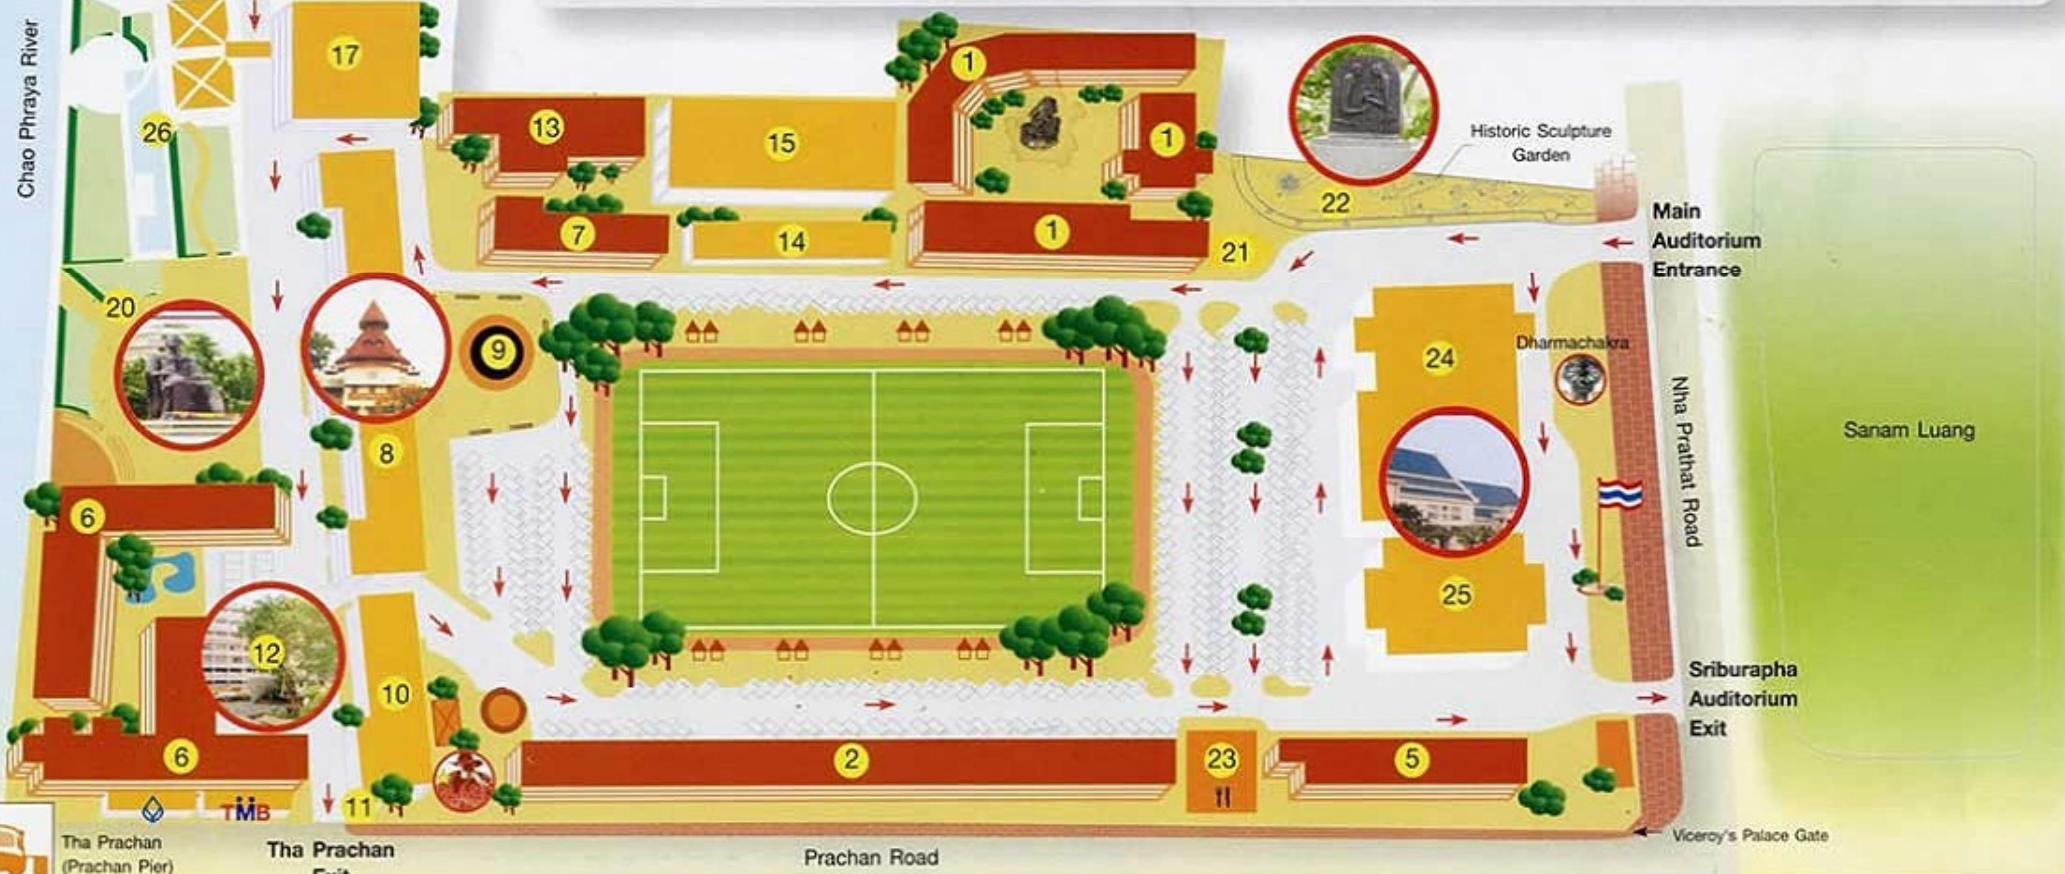 Chao Phraya River
17
26
13
15
1
1
7
14
1
21
22
Historic Sculpture
Garden
Main
Auditorium
Entrance
20
9
8
24
Dharmachakra
Nha Prathat Road
Sanam Luang
6
12
10
25
Sriburapha
Auditorium
Exit
6
2
23
5
11
TMB
Tha Prachan
(Prachan Pier)
Tha Prachan
Exit
Prachan Road
Viceroy's Palace Gate